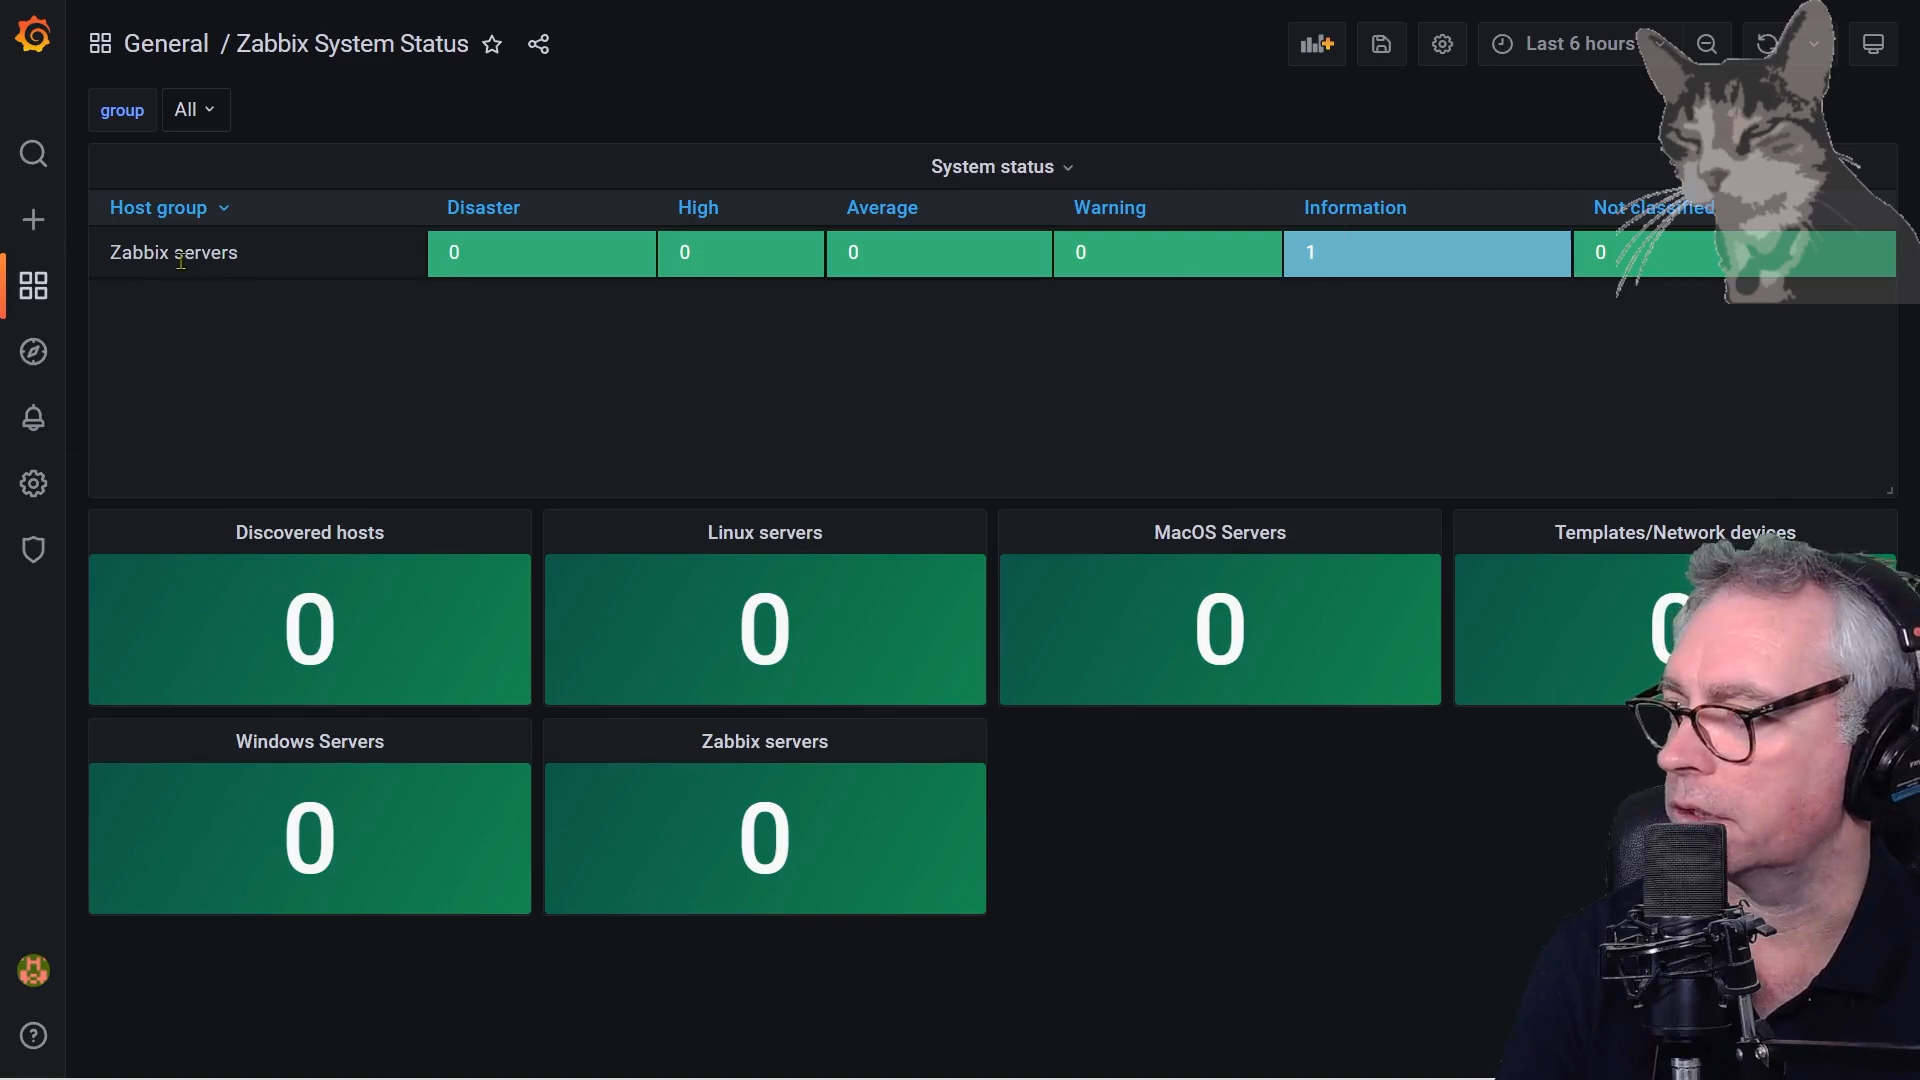 General / Zabbix System Status
Last 6 hours
group All
System status
Host group Disaster High Average Warning Information Not classified
Zabbix servers 0 0 0 0 1 0
Discovered hosts Linux servers MacOS Servers Templates/Network devices
0 0 0 0
Windows Servers Zabbix servers
0 0